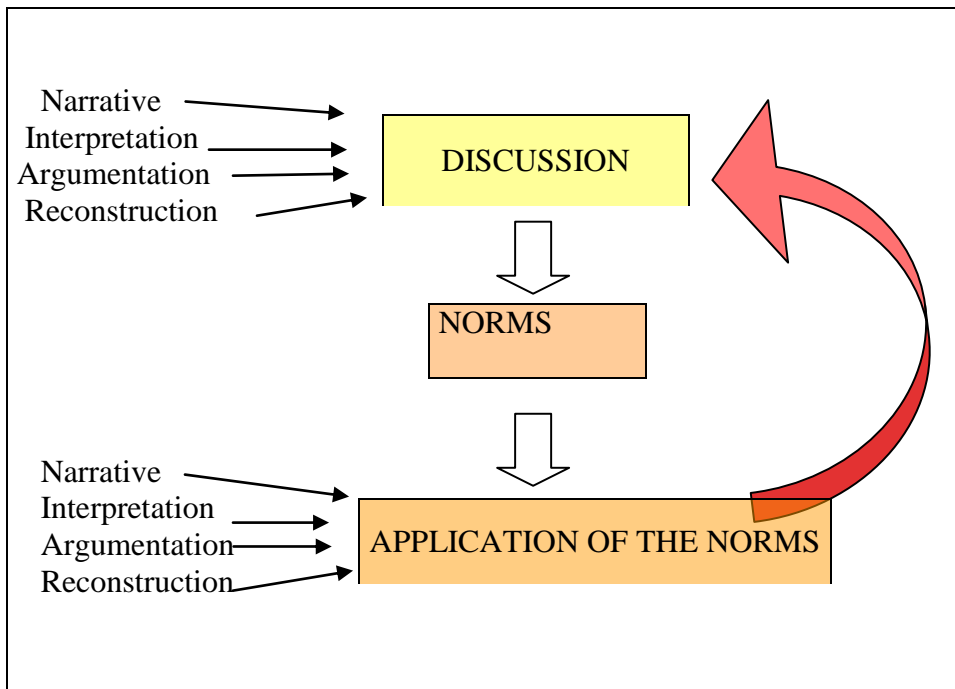 Narrative
Interpretation
Argumentation
Reconstruction
DISCUSSION
NORMS
Narrative
Interpretation
Argumentation
Reconstruction
APPLICATION OF THE NORMS